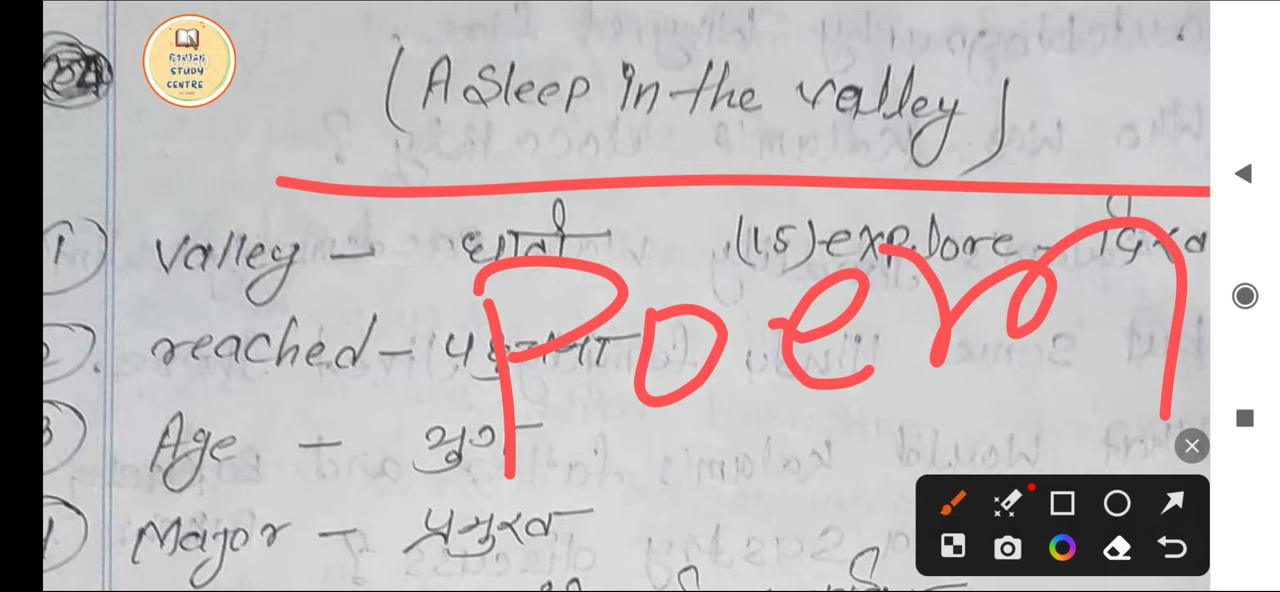 RANJAN
STUDY
CENTRE
(A Sleep in the valley)
1) Valley - घाटी (15) explore -
2) reached - पहुँचना
3) Age - युग
4) Major - प्रमुख
Poem